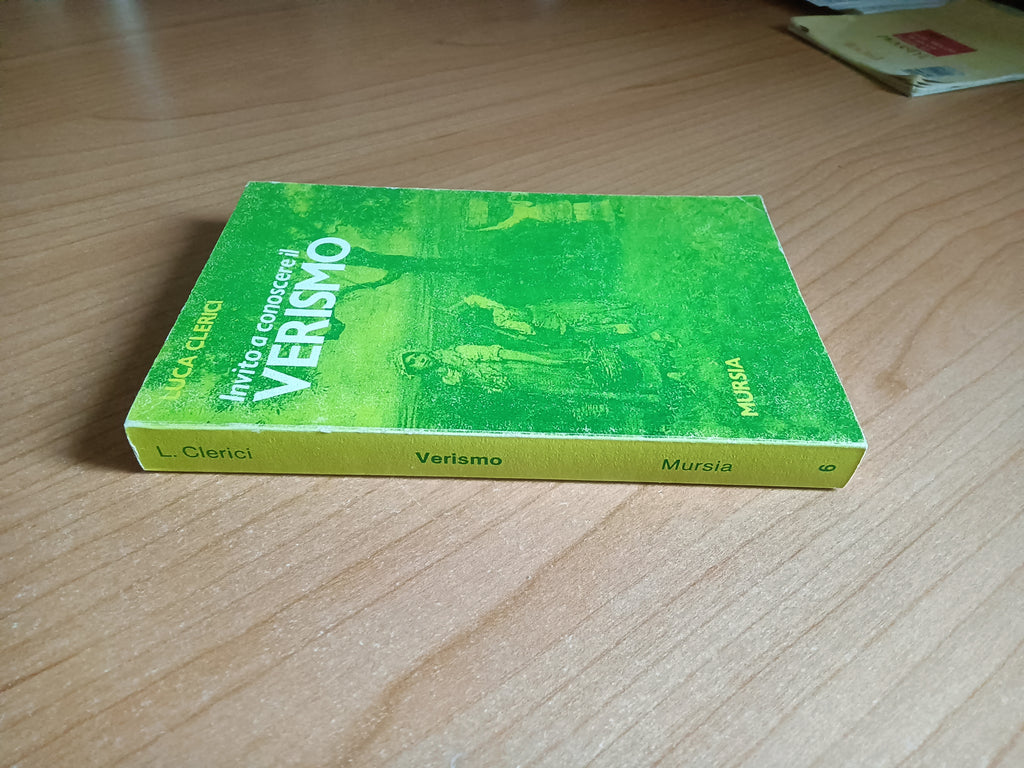 LUCA CLERICI
Invito a conoscere il
VERISMO
MURSIA
L. Clerici
Verismo
Mursia
6